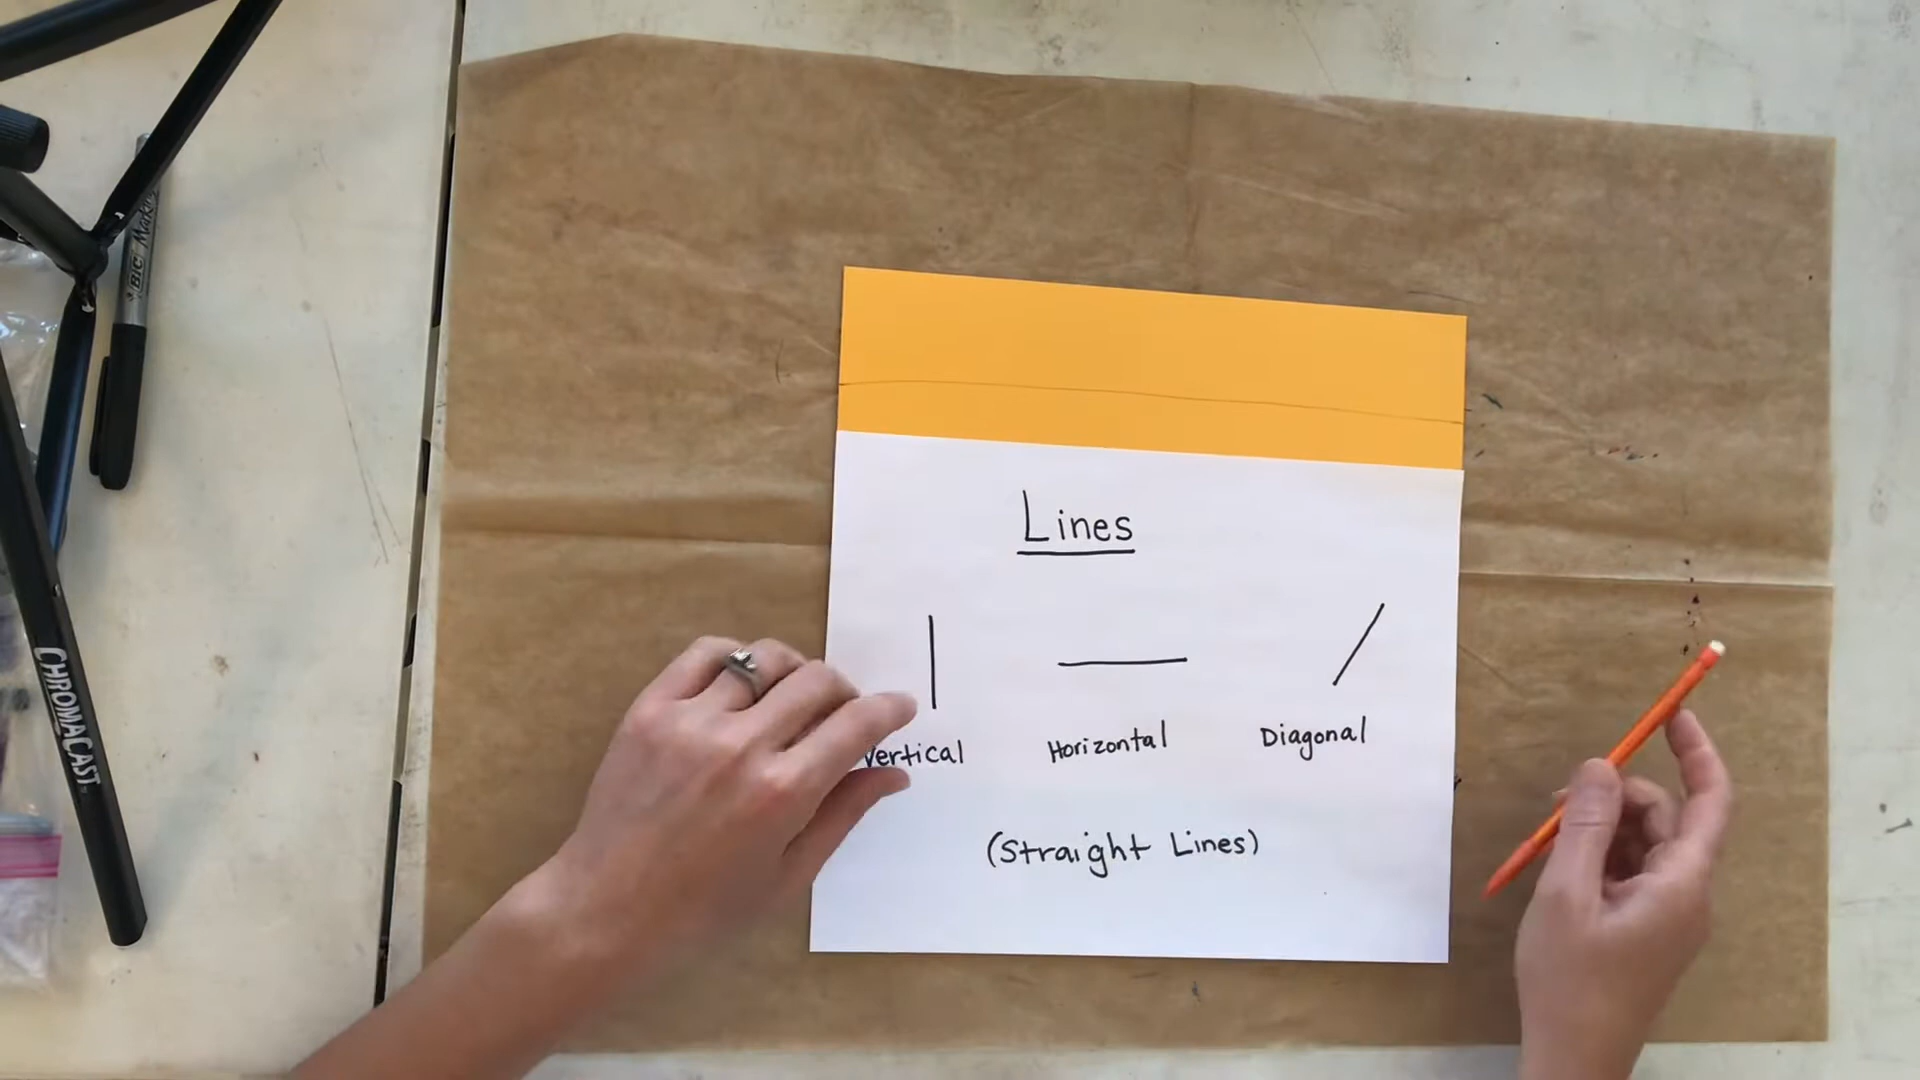 Lines
Vertical
Horizontal
Diagonal
(Straight Lines)
CHROMACAST
BIC Marking